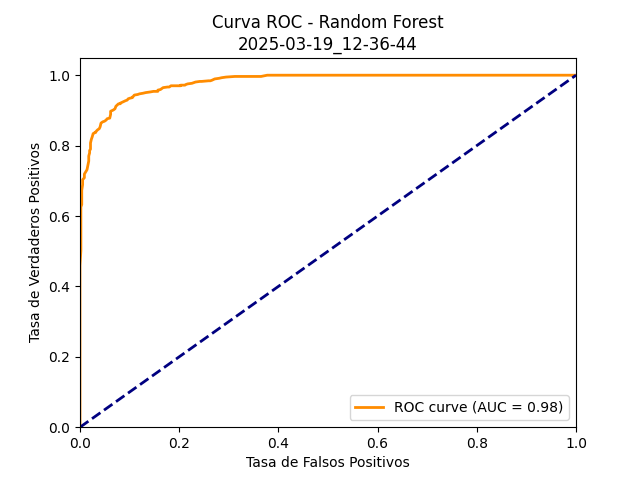 Curva ROC - Random Forest
2025-03-19_12-36-44
Tasa de Verdaderos Positivos
1.0
0.8
0.6
0.4
0.2
0.0
ROC curve (AUC = 0.98)
0.0 0.2 0.4 0.6 0.8 1.0
Tasa de Falsos Positivos